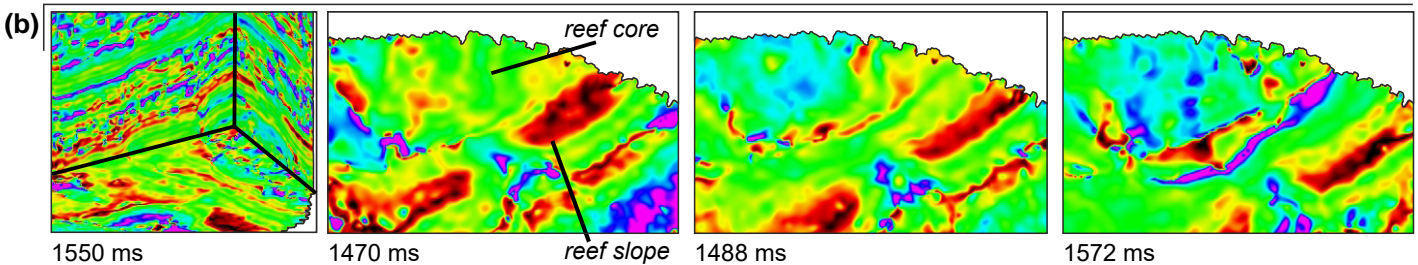 (b)
reef core
reef slope
1550 ms
1470 ms
1488 ms
1572 ms